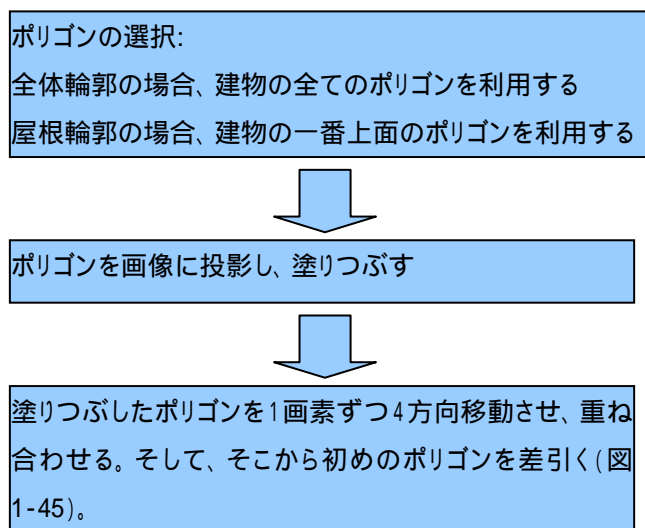 ポリゴンの選択:
全体輪郭の場合、建物の全てのポリゴンを利用する
屋根輪郭の場合、建物の一番上面のポリゴンを利用する
ポリゴンを画像に投影し、塗りつぶす
塗りつぶしたポリゴンを1画素ずつ4方向移動させ、重ね
合わせる。そして、そこから初めのポリゴンを差引く(図
1-45)。